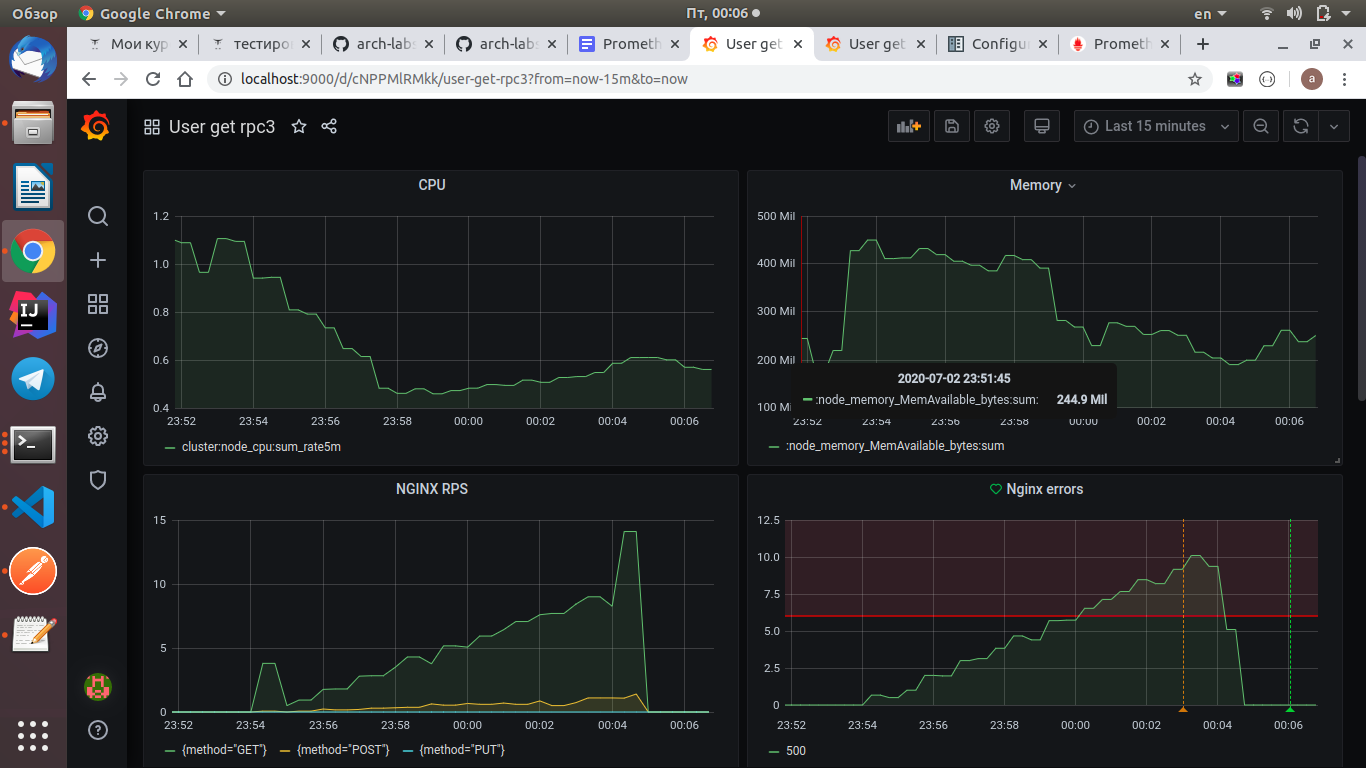 Обзор Google Chrome Пт, 00:06 en
Мои кур тестиро arch-lab arch-lab Prometh User get User get Configu Prometh
localhost:9000/d/cNPPMlRMkk/user-get-rpc3?from=now-15m&to=now a
User get rpc3 Last 15 minutes
CPU
1.2
1.0
0.8
0.6
0.4
23:52 23:54 23:56 23:58 00:00 00:02 00:04 00:06
cluster:node_cpu:sum_rate5m
Memory
500 Mil
400 Mil
300 Mil
200 Mil
100 Mil
2020-07-02 23:51:45
:node_memory_MemAvailable_bytes:sum: 244.9 Mil
23:52 23:54 23:56 23:58 00:00 00:02 00:04 00:06
:node_memory_MemAvailable_bytes:sum
NGINX RPS
15
10
5
0
23:52 23:54 23:56 23:58 00:00 00:02 00:04 00:06
{method="GET"} {method="POST"} {method="PUT"}
Nginx errors
12.5
10.0
7.5
5.0
2.5
0
23:52 23:54 23:56 23:58 00:00 00:02 00:04 00:06
500
IJ